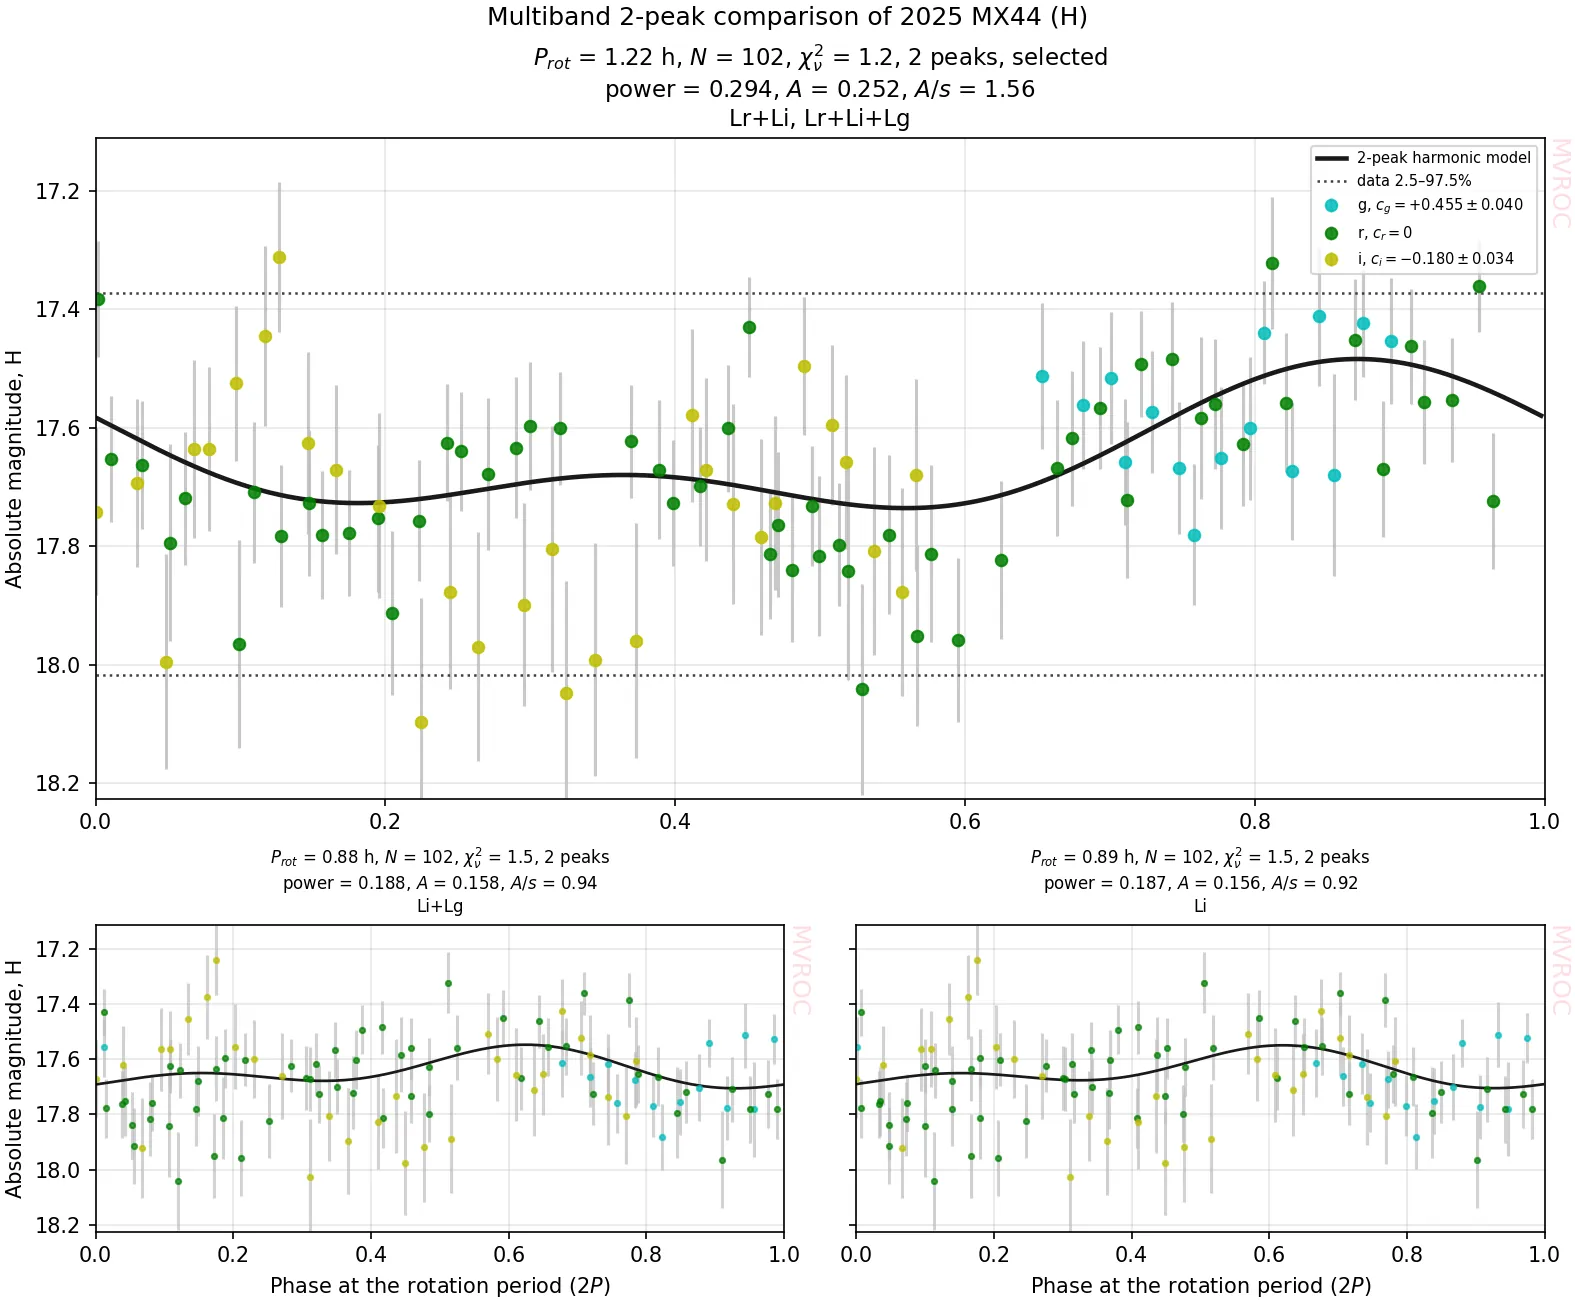 Multiband 2-peak comparison of 2025 MX44 (H)
P_rot = 1.22 h, N = 102, χ²_ν = 1.2, 2 peaks, selected
power = 0.294, A = 0.252, A/s = 1.56
Lr+Li, Lr+Li+Lg
2-peak harmonic model
data 2.5–97.5%
g, c_g = +0.455 ± 0.040
r, c_r = 0
i, c_i = −0.180 ± 0.034
MVROC
Absolute magnitude, H
17.2
17.4
17.6
17.8
18.0
18.2
0.0 0.2 0.4 0.6 0.8 1.0
P_rot = 0.88 h, N = 102, χ²_ν = 1.5, 2 peaks
power = 0.188, A = 0.158, A/s = 0.94
Li+Lg
MVROC
Absolute magnitude, H
17.2
17.4
17.6
17.8
18.0
18.2
0.0 0.2 0.4 0.6 0.8 1.0
Phase at the rotation period (2P)
P_rot = 0.89 h, N = 102, χ²_ν = 1.5, 2 peaks
power = 0.187, A = 0.156, A/s = 0.92
Li
MVROC
0.0 0.2 0.4 0.6 0.8 1.0
Phase at the rotation period (2P)